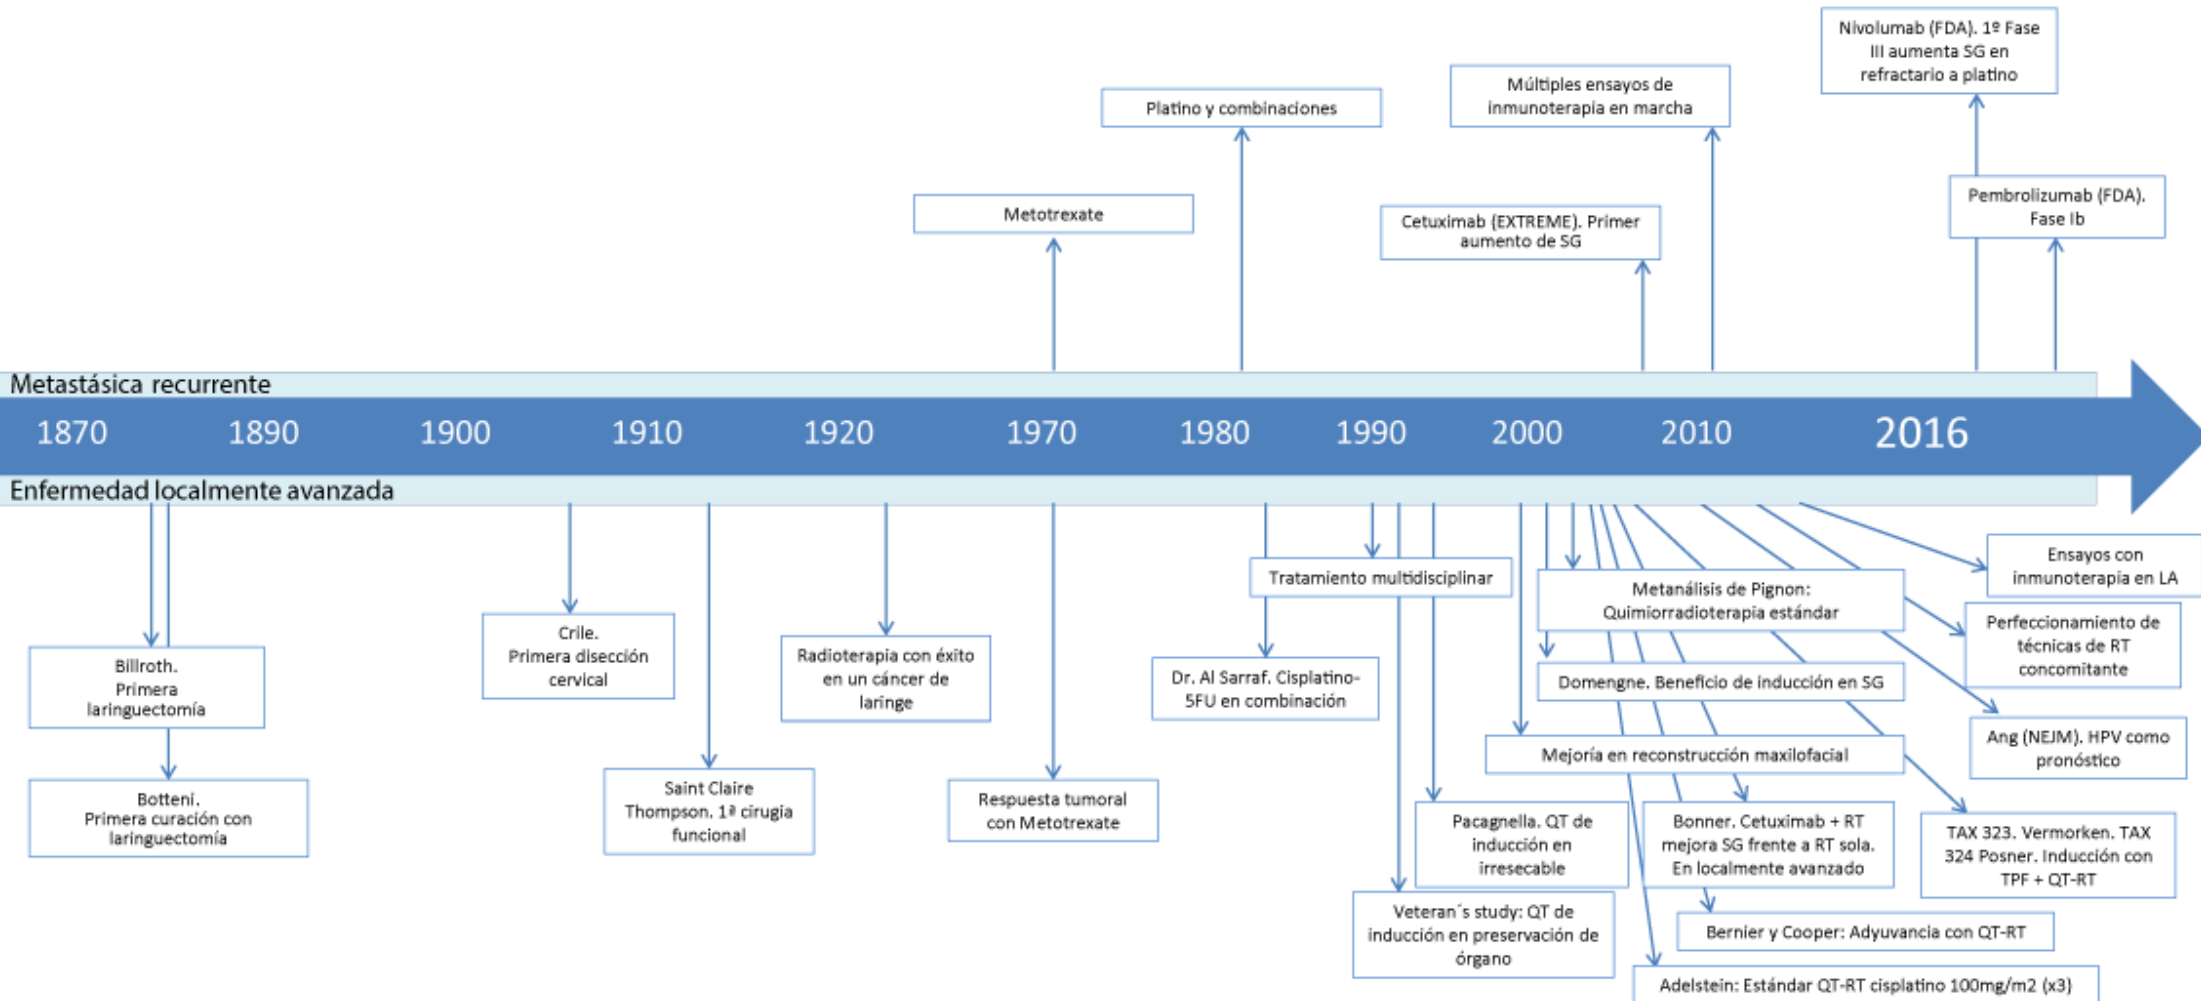 Nivolumab (FDA). 1º Fase
III aumenta SG en
refractario a platino
Múltiples ensayos de
inmunoterapia en marcha
Platino y combinaciones
Pembrolizumab (FDA).
Fase Ib
Metotrexate
Cetuximab (EXTREME). Primer
aumento de SG
Metastásica recurrente
1870 1890 1900 1910 1920 1970 1980 1990 2000 2010 2016
Enfermedad localmente avanzada
Billroth.
Primera
laringuectomía
Bottení.
Primera curación con
laringuectomía
Crile.
Primera disección
cervical
Saint Claire
Thompson. 1ª cirugia
funcional
Radioterapia con éxito
en un cáncer de
laringe
Respuesta tumoral
con Metotrexate
Dr. Al Sarraf. Cisplatino-
5FU en combinación
Tratamiento multidisciplinar
Veteran´s study: QT de
inducción en preservación de
órgano
Pacagnella. QT de
inducción en
irresecable
Mejoría en reconstrucción maxilofacial
Domengne. Beneficio de inducción en SG
Metanálisis de Pignon:
Quimiorradioterapia estándar
Adelstein: Estándar QT-RT cisplatino 100mg/m2 (x3)
Bernier y Cooper: Adyuvancia con QT-RT
Bonner. Cetuximab + RT
mejora SG frente a RT sola.
En localmente avanzado
TAX 323. Vermorken. TAX
324 Posner. Inducción con
TPF + QT-RT
Ang (NEJM). HPV como
pronóstico
Perfeccionamiento de
técnicas de RT
concomitante
Ensayos con
inmunoterapia en LA